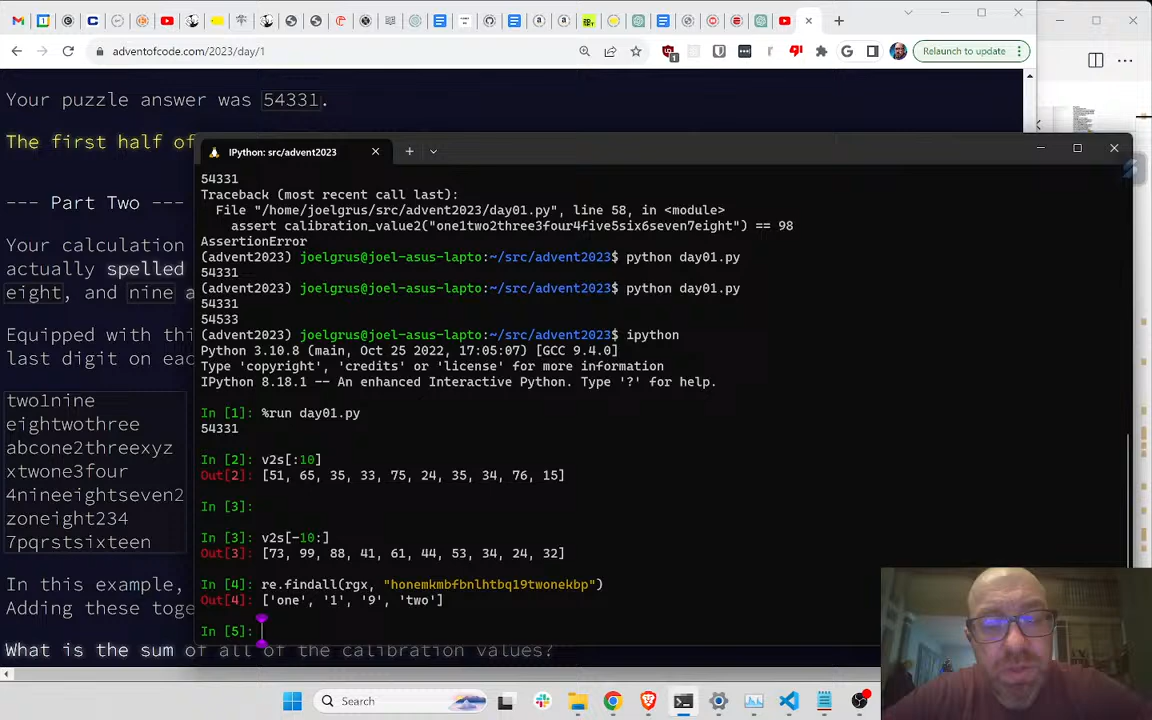 adventofcode.com/2023/day/1
Relaunch to update
Your puzzle answer was 54331.
The first half of
--- Part Two ---
Your calculation
actually spelled
eight, and nine a
Equipped with thi
last digit on eac
two1nine
eightwothree
abcone2threexyz
xtwone3four
4nineeightseven2
zoneight234
7pqrstsixteen
In this example,
Adding these toge
What is the sum of all of the calibration values?
IPython: src/advent2023
54331
Traceback (most recent call last):
File "/home/joelgrus/src/advent2023/day01.py", line 58, in <module>
assert calibration_value2("one1two2three3four4five5six6seven7eight") == 98
AssertionError
(advent2023) joelgrus@joel-asus-lapto:~/src/advent2023$ python day01.py
54331
(advent2023) joelgrus@joel-asus-lapto:~/src/advent2023$ python day01.py
54331
54533
(advent2023) joelgrus@joel-asus-lapto:~/src/advent2023$ ipython
Python 3.10.8 (main, Oct 25 2022, 17:05:07) [GCC 9.4.0]
Type 'copyright', 'credits' or 'license' for more information
IPython 8.18.1 -- An enhanced Interactive Python. Type '?' for help.
In [1]: %run day01.py
54331
In [2]: v2s[:10]
Out[2]: [51, 65, 35, 33, 75, 24, 35, 34, 76, 15]
In [3]:
In [3]: v2s[-10:]
Out[3]: [73, 99, 88, 41, 61, 44, 53, 34, 24, 32]
In [4]: re.findall(rgx, "honemkmbfbnlhtbq19twonekbp")
Out[4]: ['one', '1', '9', 'two']
In [5]:
Search